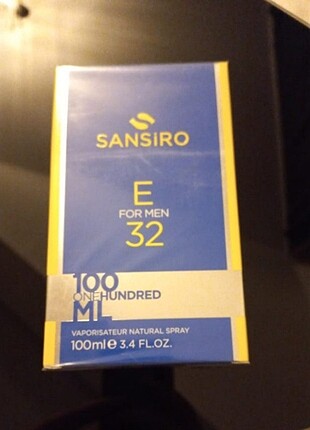 SANSiRO
E
FOR MEN
32
100
ONEHUNDRED
ML
VAPORISATEUR NATURAL SPRAY
100ml e 3.4 FL.OZ.